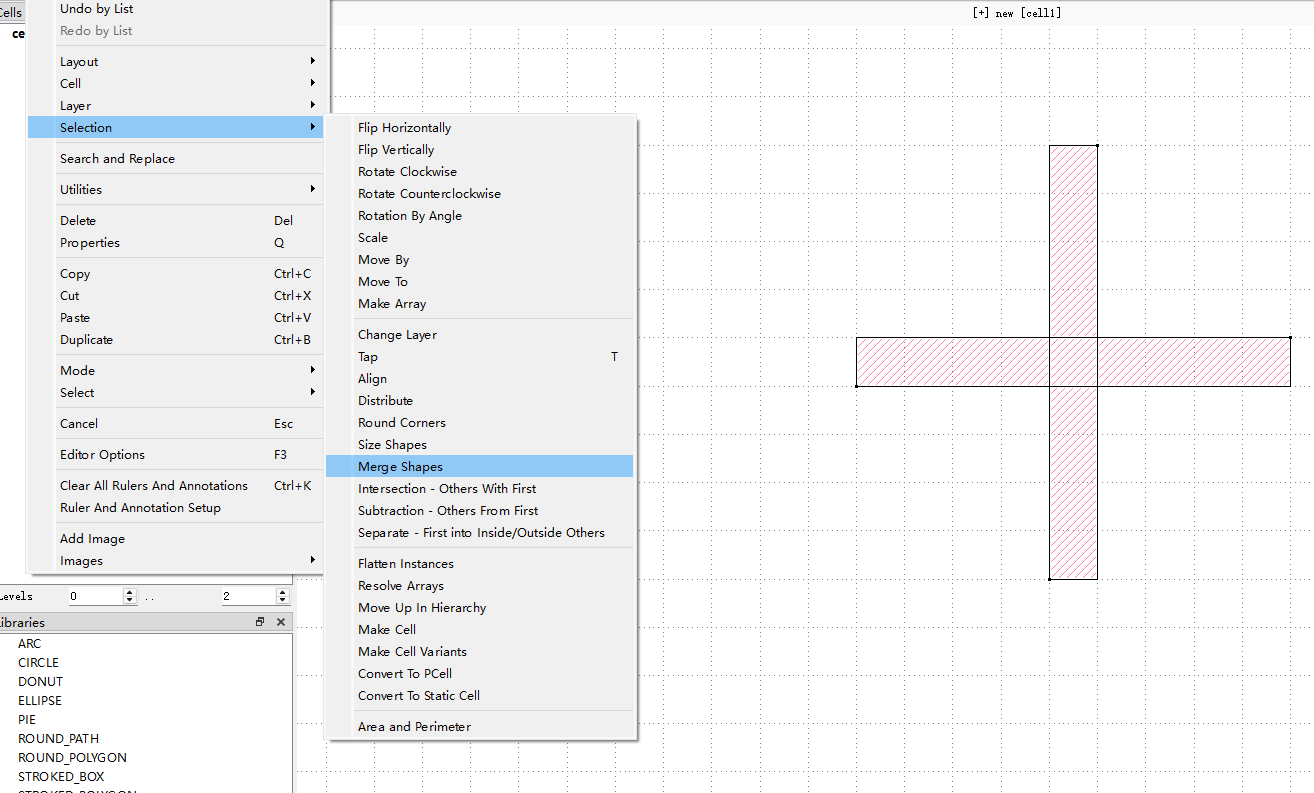 Cells
[+] new [cell1]
ce
Undo by List
Redo by List
Layout
Cell
Layer
Selection
Search and Replace
Utilities
Delete Del
Properties Q
Copy Ctrl+C
Cut Ctrl+X
Paste Ctrl+V
Duplicate Ctrl+B
Mode
Select
Cancel Esc
Editor Options F3
Clear All Rulers And Annotations Ctrl+K
Ruler And Annotation Setup
Add Image
Images
Flip Horizontally
Flip Vertically
Rotate Clockwise
Rotate Counterclockwise
Rotation By Angle
Scale
Move By
Move To
Make Array
Change Layer
Tap T
Align
Distribute
Round Corners
Size Shapes
Merge Shapes
Intersection - Others With First
Subtraction - Others From First
Separate - First into Inside/Outside Others
Flatten Instances
Resolve Arrays
Move Up In Hierarchy
Make Cell
Make Cell Variants
Convert To PCell
Convert To Static Cell
Area and Perimeter
Levels 0 .. 2
ibraries
ARC
CIRCLE
DONUT
ELLIPSE
PIE
ROUND_PATH
ROUND_POLYGON
STROKED_BOX
STROKED_POLYGON